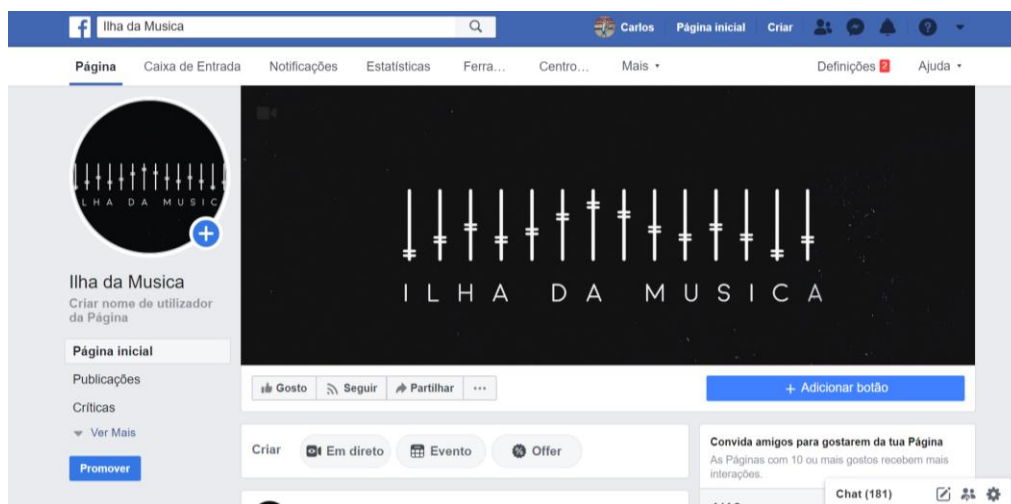 Ilha da Musica
Carlos Página inicial Criar
Página Caixa de Entrada Notificações Estatísticas Ferra... Centro... Mais Definições 2 Ajuda
LHA DA MUSIC
ILHA DA MUSICA
Ilha da Musica
Criar nome de utilizador
da Página
Página inicial
Publicações
Críticas
Ver Mais
Promover
Gosto Seguir Partilhar ...
+ Adicionar botão
Criar Em direto Evento Offer
Convida amigos para gostarem da tua Página
As Páginas com 10 ou mais gostos recebem mais
interações.
Chat (181)